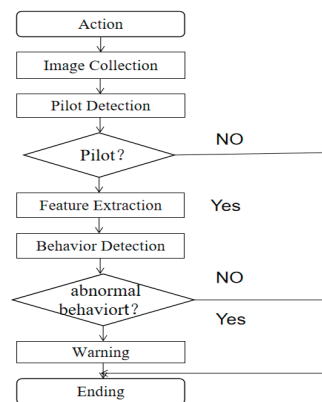 Action
Image Collection
Pilot Detection
Pilot?
NO
Feature Extraction
Yes
Behavior Detection
abnormal
behaviort?
NO
Yes
Warning
Ending